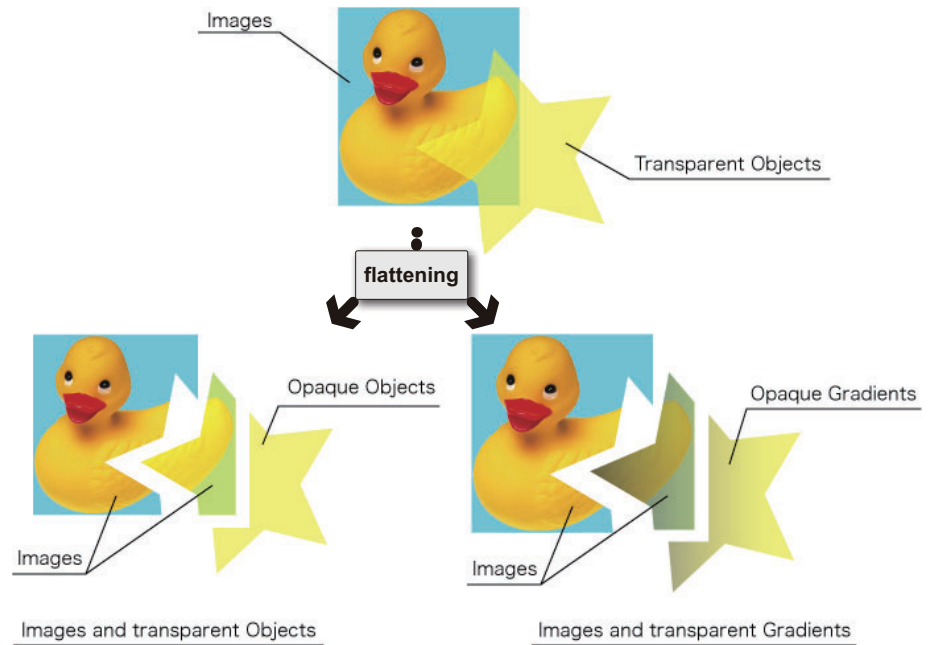 Images
Transparent Objects
flattening
Opaque Objects
Opaque Gradients
Images
Images
Images and transparent Objects
Images and transparent Gradients